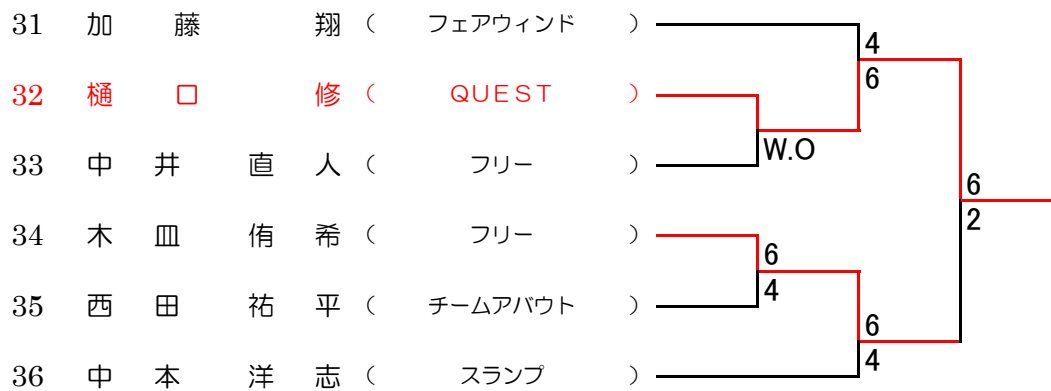 31 加 藤 翔 ( フェアウィンド )
4
32 樋 口 修 ( QUEST )
6
W.O
33 中 井 直 人 ( フリー )
6
2
34 木 皿 侑 希 ( フリー )
6
4
35 西 田 祐 平 ( チームアバウト )
6
4
36 中 本 洋 志 ( スランプ )